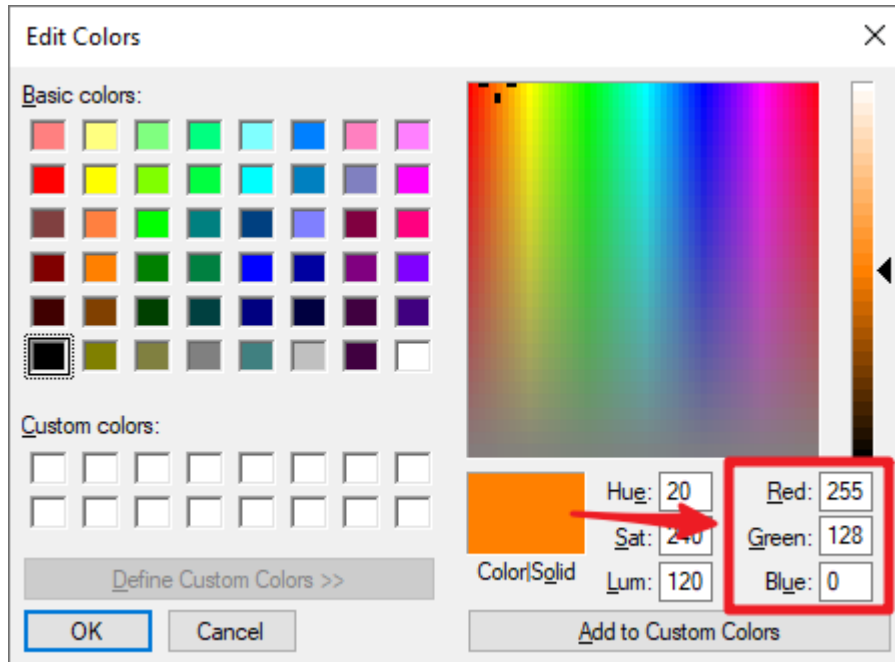 Edit Colors
Basic colors:
Custom colors:
Define Custom Colors >>
OK
Cancel
Color|Solid
Hue: 20
Sat: 240
Lum: 120
Red: 255
Green: 128
Blue: 0
Add to Custom Colors